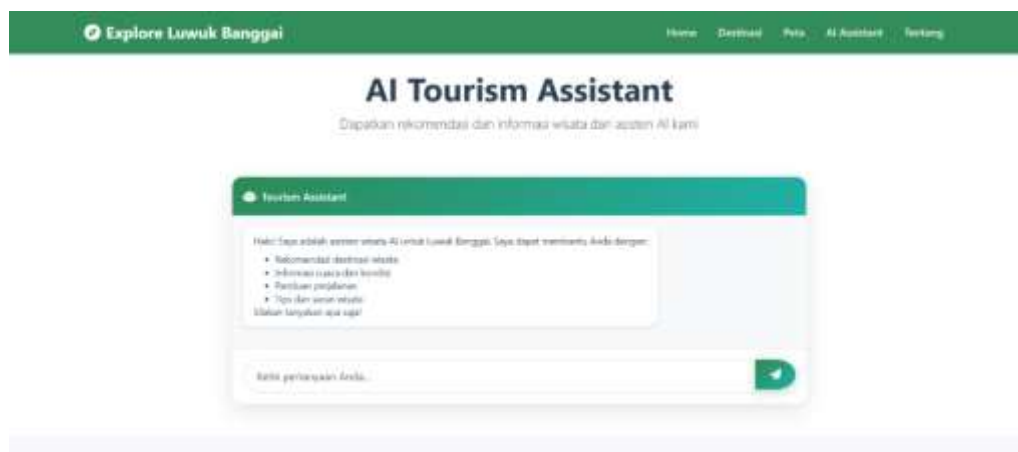 Explore Luwuk Banggai
Home Destinasi Peta AI Assistant Tentang
AI Tourism Assistant
Dapatkan rekomendasi dan informasi wisata dari asisten AI kami
Tourism Assistant
Halo! Saya adalah asisten wisata AI untuk Luwuk Banggai. Saya dapat membantu Anda dengan:
Rekomendasi destinasi wisata
Informasi cuaca dan kondisi
Panduan perjalanan
Tips dan saran wisata
Silakan tanyakan apa saja!
Ketik pertanyaan Anda...